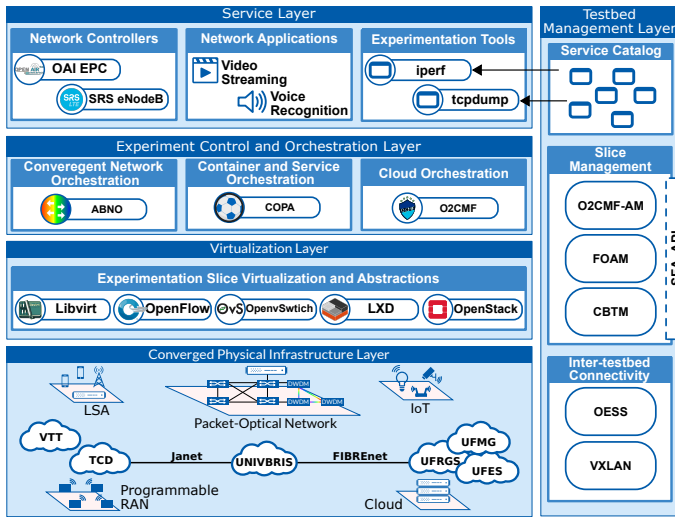 Service Layer
Network Controllers
OAI EPC
SRS eNodeB
Network Applications
Video
Streaming
Voice
Recognition
Experimentation Tools
iperf
tcpdump
Experiment Control and Orchestration Layer
Converegent Network
Orchestration
ABNO
Container and Service
Orchestration
COPA
Cloud Orchestration
O2CMF
Virtualization Layer
Experimentation Slice Virtualization and Abstractions
Libvirt
OpenFlow
OvS
OpenvSwtich
LXD
OpenStack
Converged Physical Infrastructure Layer
LSA
DWDM
DWDM
DWDM
Packet-Optical Network
IoT
VTT
TCD
Janet
UNIVBRIS
FIBREnet
UFMG
UFRGS
UFES
Programmable
RAN
Cloud
Testbed
Management Layer
Service Catalog
Slice
Management
O2CMF-AM
FOAM
CBTM
SFA API
Inter-testbed
Connectivity
OESS
VXLAN